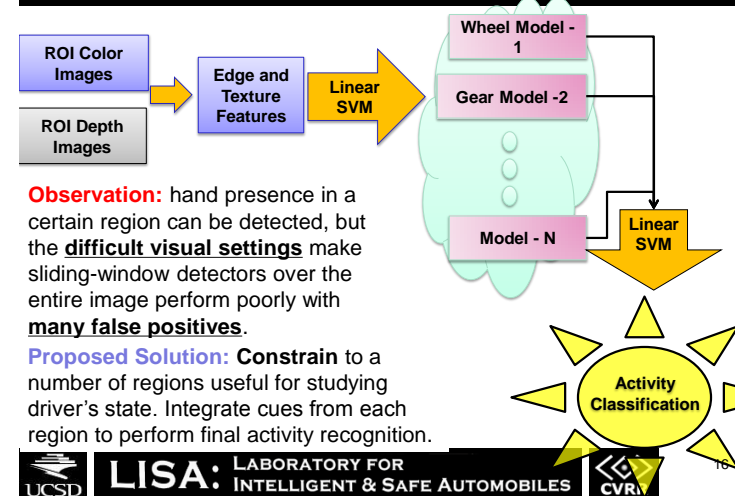 ROI Color
Images
ROI Depth
Images
Edge and
Texture
Features
Linear
SVM
Wheel Model -
1
Gear Model -2
Model - N
Linear
SVM
Activity
Classification
Observation: hand presence in a
certain region can be detected, but
the difficult visual settings make
sliding-window detectors over the
entire image perform poorly with
many false positives.
Proposed Solution: Constrain to a
number of regions useful for studying
driver's state. Integrate cues from each
region to perform final activity recognition.
UCSD
LISA: LABORATORY FOR
INTELLIGENT & SAFE AUTOMOBILES
CVRR
16